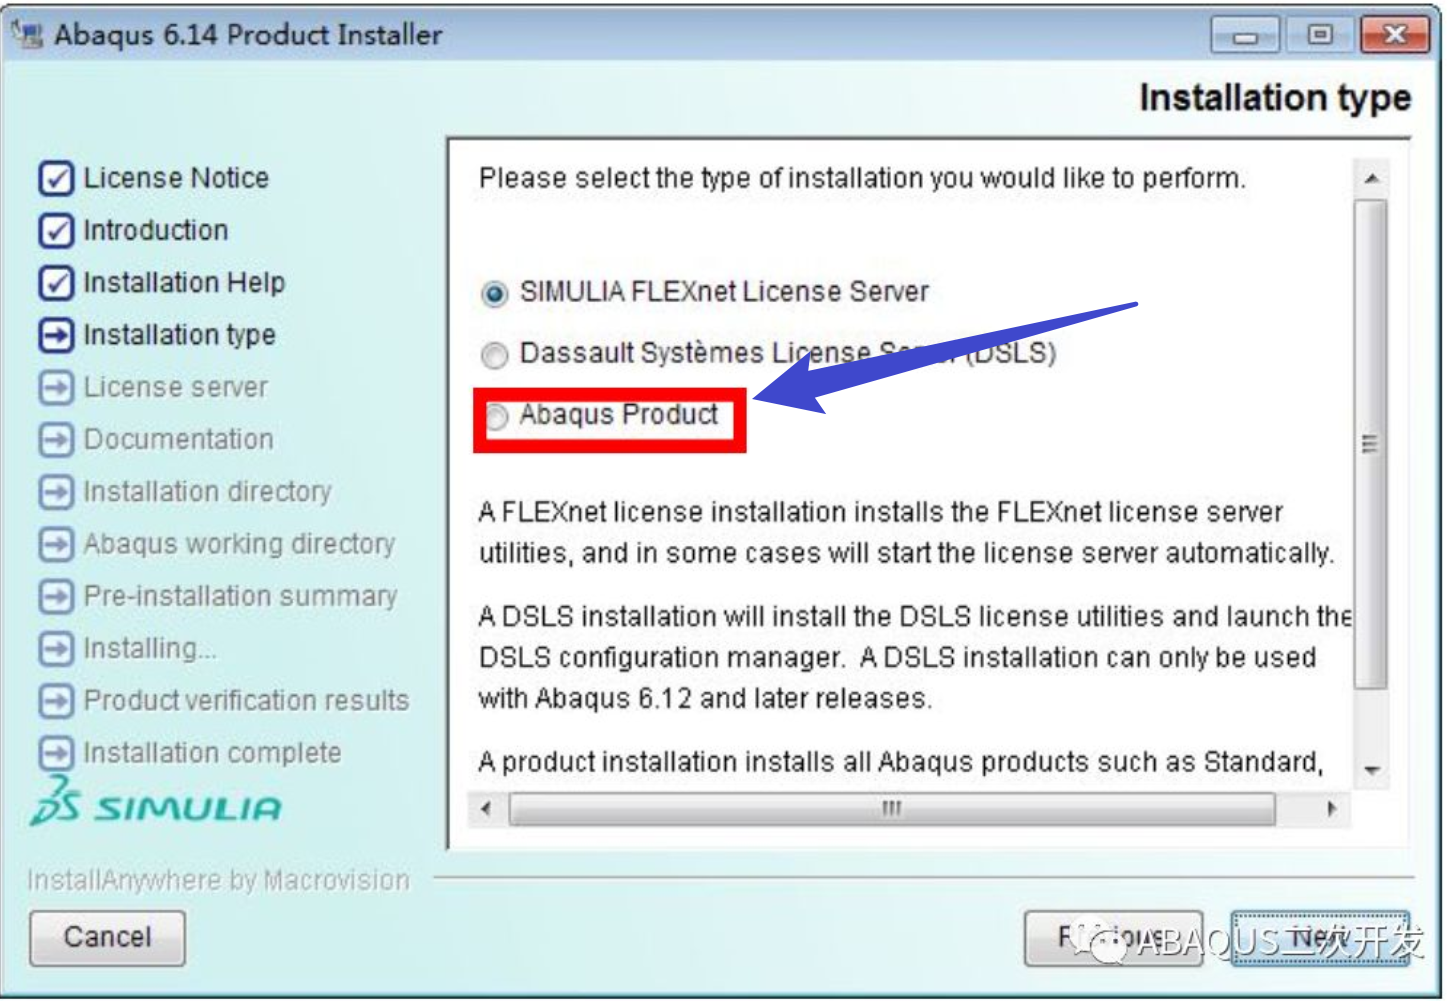 Abaqus 6.14 Product Installer
Installation type
License Notice
Introduction
Installation Help
Installation type
License server
Documentation
Installation directory
Abaqus working directory
Pre-installation summary
Installing...
Product verification results
Installation complete
SIMULIA
InstallAnywhere by Macrovision
Please select the type of installation you would like to perform.
SIMULIA FLEXnet License Server
Dassault Systèmes License Server (DSLS)
Abaqus Product
A FLEXnet license installation installs the FLEXnet license server
utilities, and in some cases will start the license server automatically.
A DSLS installation will install the DSLS license utilities and launch the
DSLS configuration manager. A DSLS installation can only be used
with Abaqus 6.12 and later releases.
A product installation installs all Abaqus products such as Standard,
Cancel
Previous
Next
ABAQUS二次开发